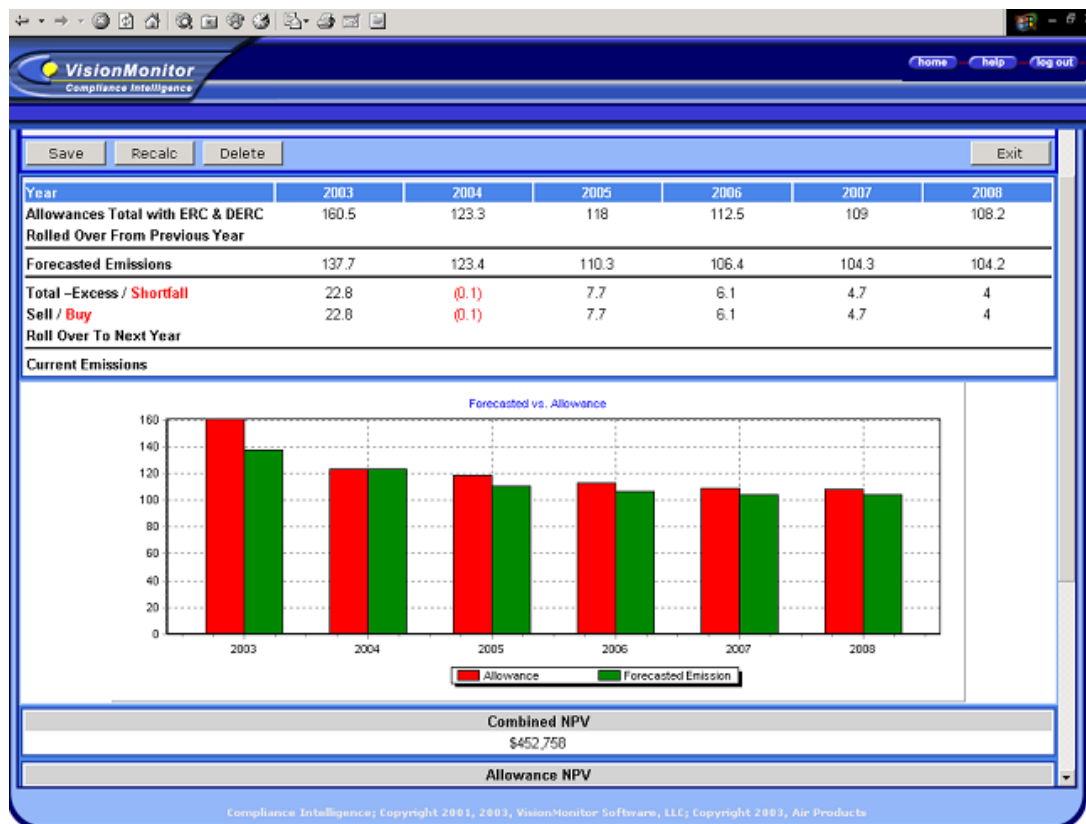 VisionMonitor
Compliance Intelligence
home help log out
Save Recalc Delete Exit
Year 2003 2004 2005 2006 2007 2008
Allowances Total with ERC & DERC 160.5 123.3 118 112.5 109 108.2
Rolled Over From Previous Year
Forecasted Emissions 137.7 123.4 110.3 106.4 104.3 104.2
Total –Excess / Shortfall 22.8 (0.1) 7.7 6.1 4.7 4
Sell / Buy 22.8 (0.1) 7.7 6.1 4.7 4
Roll Over To Next Year
Current Emissions
Forecasted vs. Allowance
160
140
120
100
80
60
40
20
0
2003 2004 2005 2006 2007 2008
Allowance Forecasted Emission
Combined NPV
$452,758
Allowance NPV
Compliance Intelligence; Copyright 2001, 2003, VisionMonitor Software, LLC; Copyright 2003, Air Products